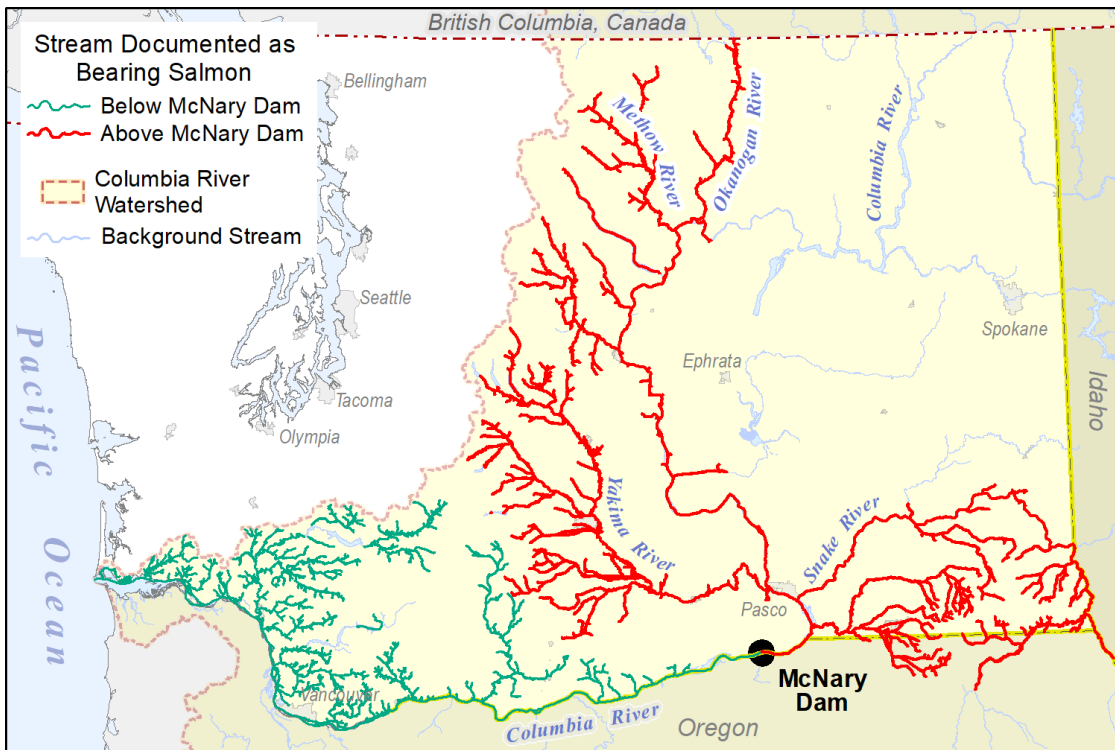 British Columbia, Canada
Stream Documented as
Bearing Salmon
Below McNary Dam
Above McNary Dam
Columbia River
Watershed
Background Stream
Bellingham
Methow River
Okanogan River
Columbia River
Seattle
Spokane
Pacific Ocean
Ephrata
Idaho
Tacoma
Olympia
Yakima River
Snake River
Pasco
McNary
Dam
Vancouver
Columbia River
Oregon